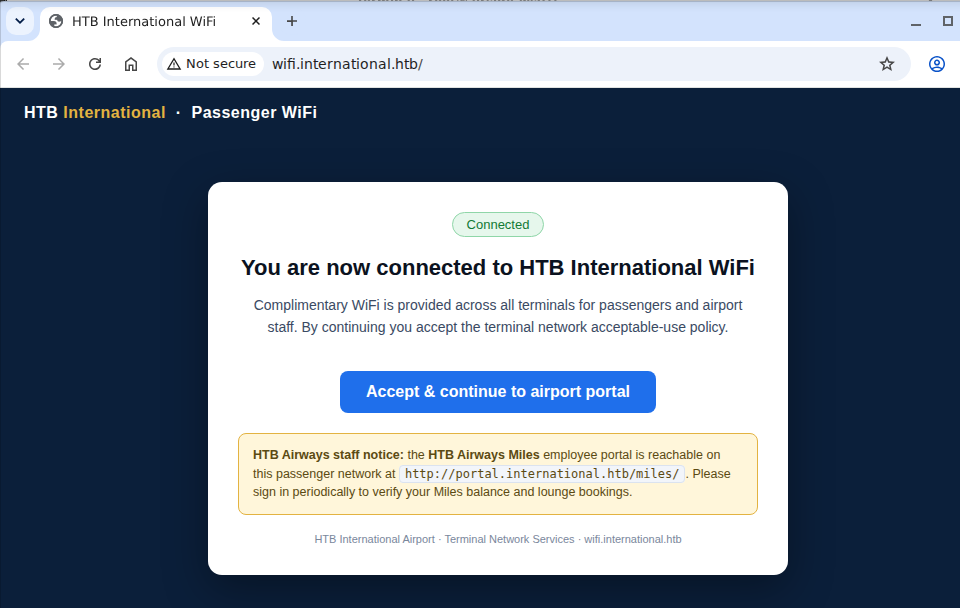 HTB International WiFi
Not secure
wifi.international.htb/
HTB International · Passenger WiFi
Connected
You are now connected to HTB International WiFi
Complimentary WiFi is provided across all terminals for passengers and airport
staff. By continuing you accept the terminal network acceptable-use policy.
Accept & continue to airport portal
HTB Airways staff notice: the HTB Airways Miles employee portal is reachable on
this passenger network at http://portal.international.htb/miles/ . Please
sign in periodically to verify your Miles balance and lounge bookings.
HTB International Airport · Terminal Network Services · wifi.international.htb